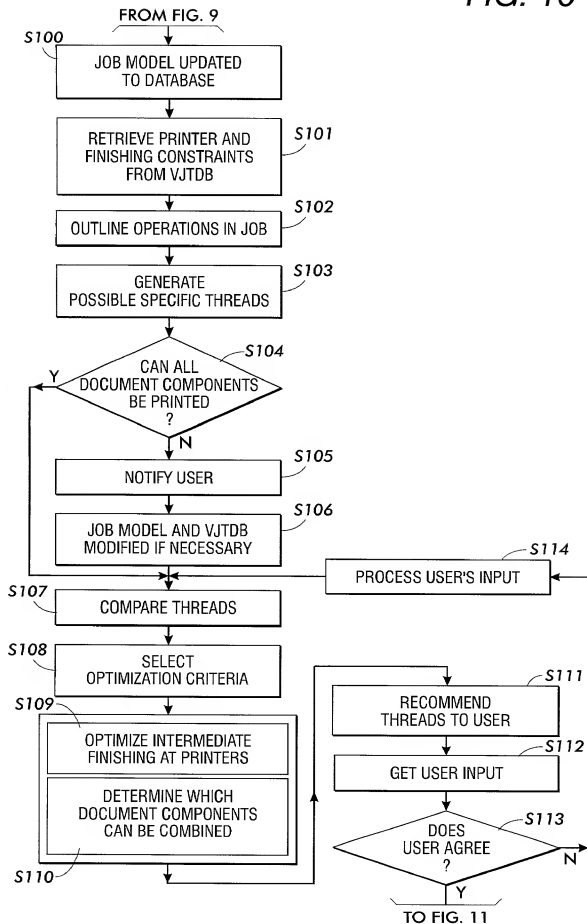 FIG. 10
FROM FIG. 9
S100
JOB MODEL UPDATED
TO DATABASE
RETRIEVE PRINTER AND
FINISHING CONSTRAINTS
FROM VJTDB
S101
OUTLINE OPERATIONS IN JOB
S102
GENERATE
POSSIBLE SPECIFIC THREADS
S103
CAN ALL
DOCUMENT COMPONENTS
BE PRINTED
?
S104
Y
N
NOTIFY USER
S105
JOB MODEL AND VJTDB
MODIFIED IF NECESSARY
S106
S107
COMPARE THREADS
S108
SELECT
OPTIMIZATION CRITERIA
S109
OPTIMIZE INTERMEDIATE
FINISHING AT PRINTERS
DETERMINE WHICH
DOCUMENT COMPONENTS
CAN BE COMBINED
S110
RECOMMEND
THREADS TO USER
S111
GET USER INPUT
S112
DOES
USER AGREE
?
S113
N
Y
TO FIG. 11
PROCESS USER'S INPUT
S114